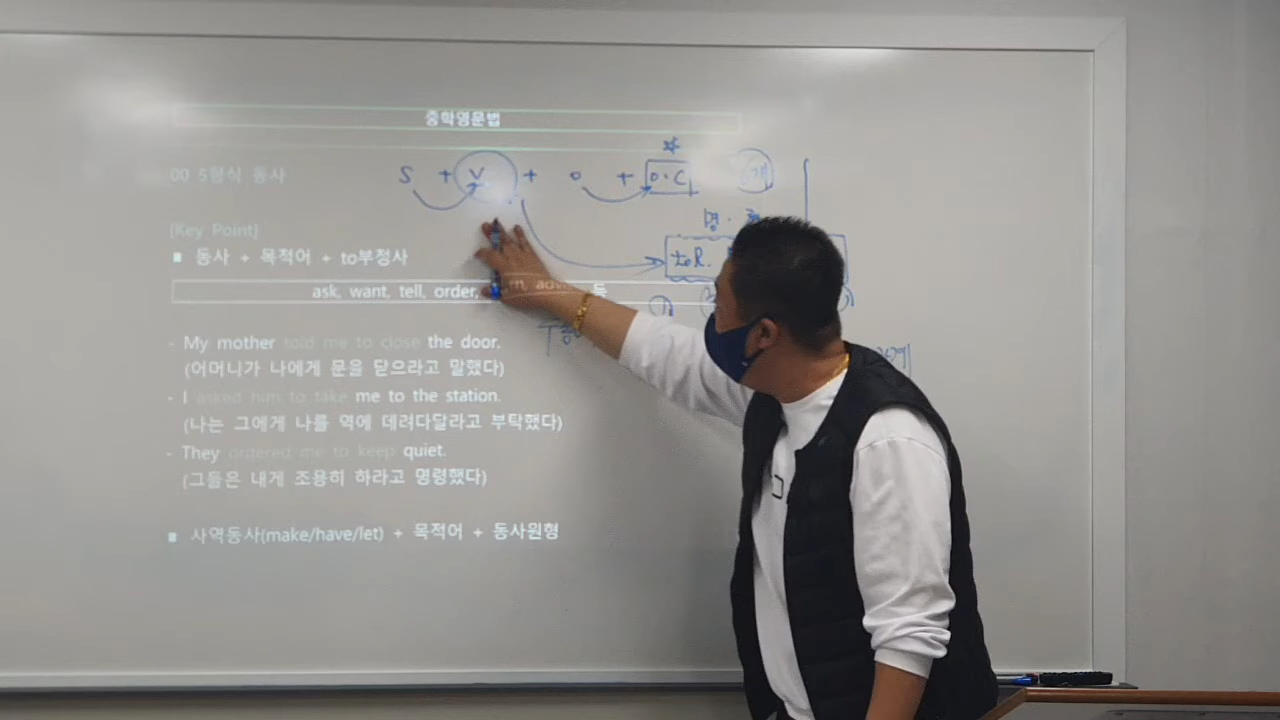 중학영문법
00 5형식 동사
S + V + O + O·C
명·
[Key Point]
■ 동사 + 목적어 + to부정사
toR.
ask, want, tell, order, 등
- My mother told me to close the door.
(어머니가 나에게 문을 닫으라고 말했다)
- I asked him to take me to the station.
(나는 그에게 나를 역에 데려다달라고 부탁했다)
- They ordered me to keep quiet.
(그들은 내게 조용히 하라고 명령했다)
■ 사역동사(make/have/let) + 목적어 + 동사원형